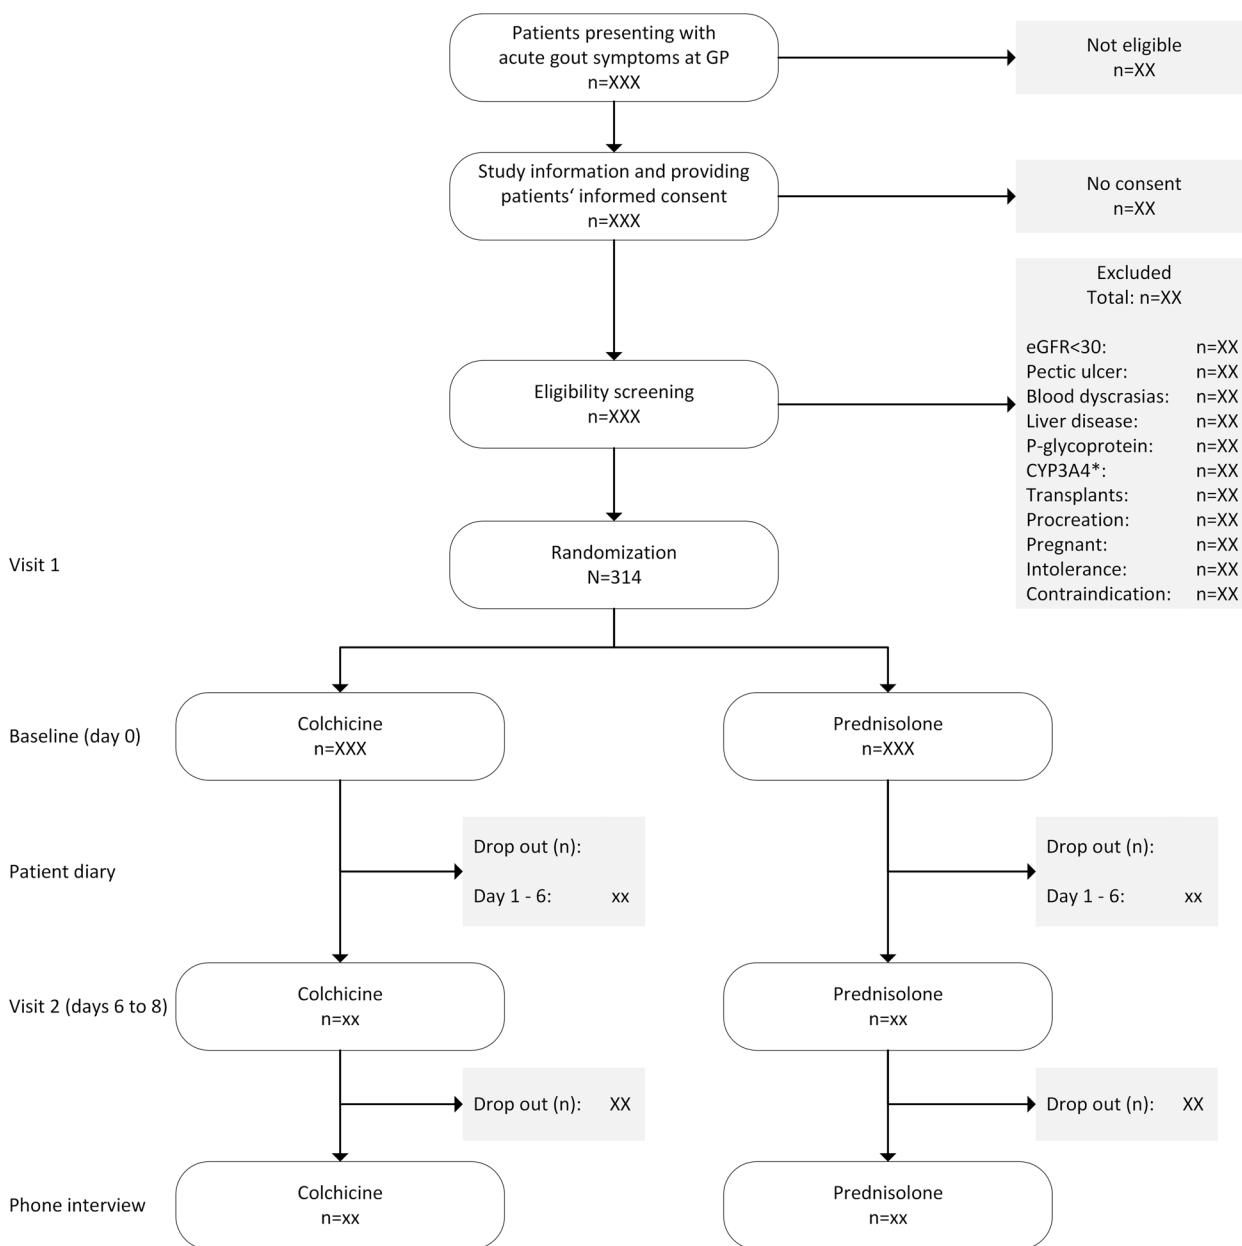 Patients presenting with
acute gout symptoms at GP
n=XXX
Not eligible
n=XX
Study information and providing
patients‘ informed consent
n=XXX
No consent
n=XX
Excluded
Total: n=XX
eGFR<30: n=XX
Pectic ulcer: n=XX
Blood dyscrasias: n=XX
Liver disease: n=XX
P-glycoprotein: n=XX
CYP3A4*: n=XX
Transplants: n=XX
Procreation: n=XX
Pregnant: n=XX
Intolerance: n=XX
Contraindication: n=XX
Eligibility screening
n=XXX
Visit 1
Randomization
N=314
Baseline (day 0)
Colchicine
n=XXX
Prednisolone
n=XXX
Patient diary
Drop out (n):
Day 1 - 6: xx
Drop out (n):
Day 1 - 6: xx
Visit 2 (days 6 to 8)
Colchicine
n=xx
Prednisolone
n=xx
Drop out (n): XX
Drop out (n): XX
Phone interview
Colchicine
n=xx
Prednisolone
n=xx